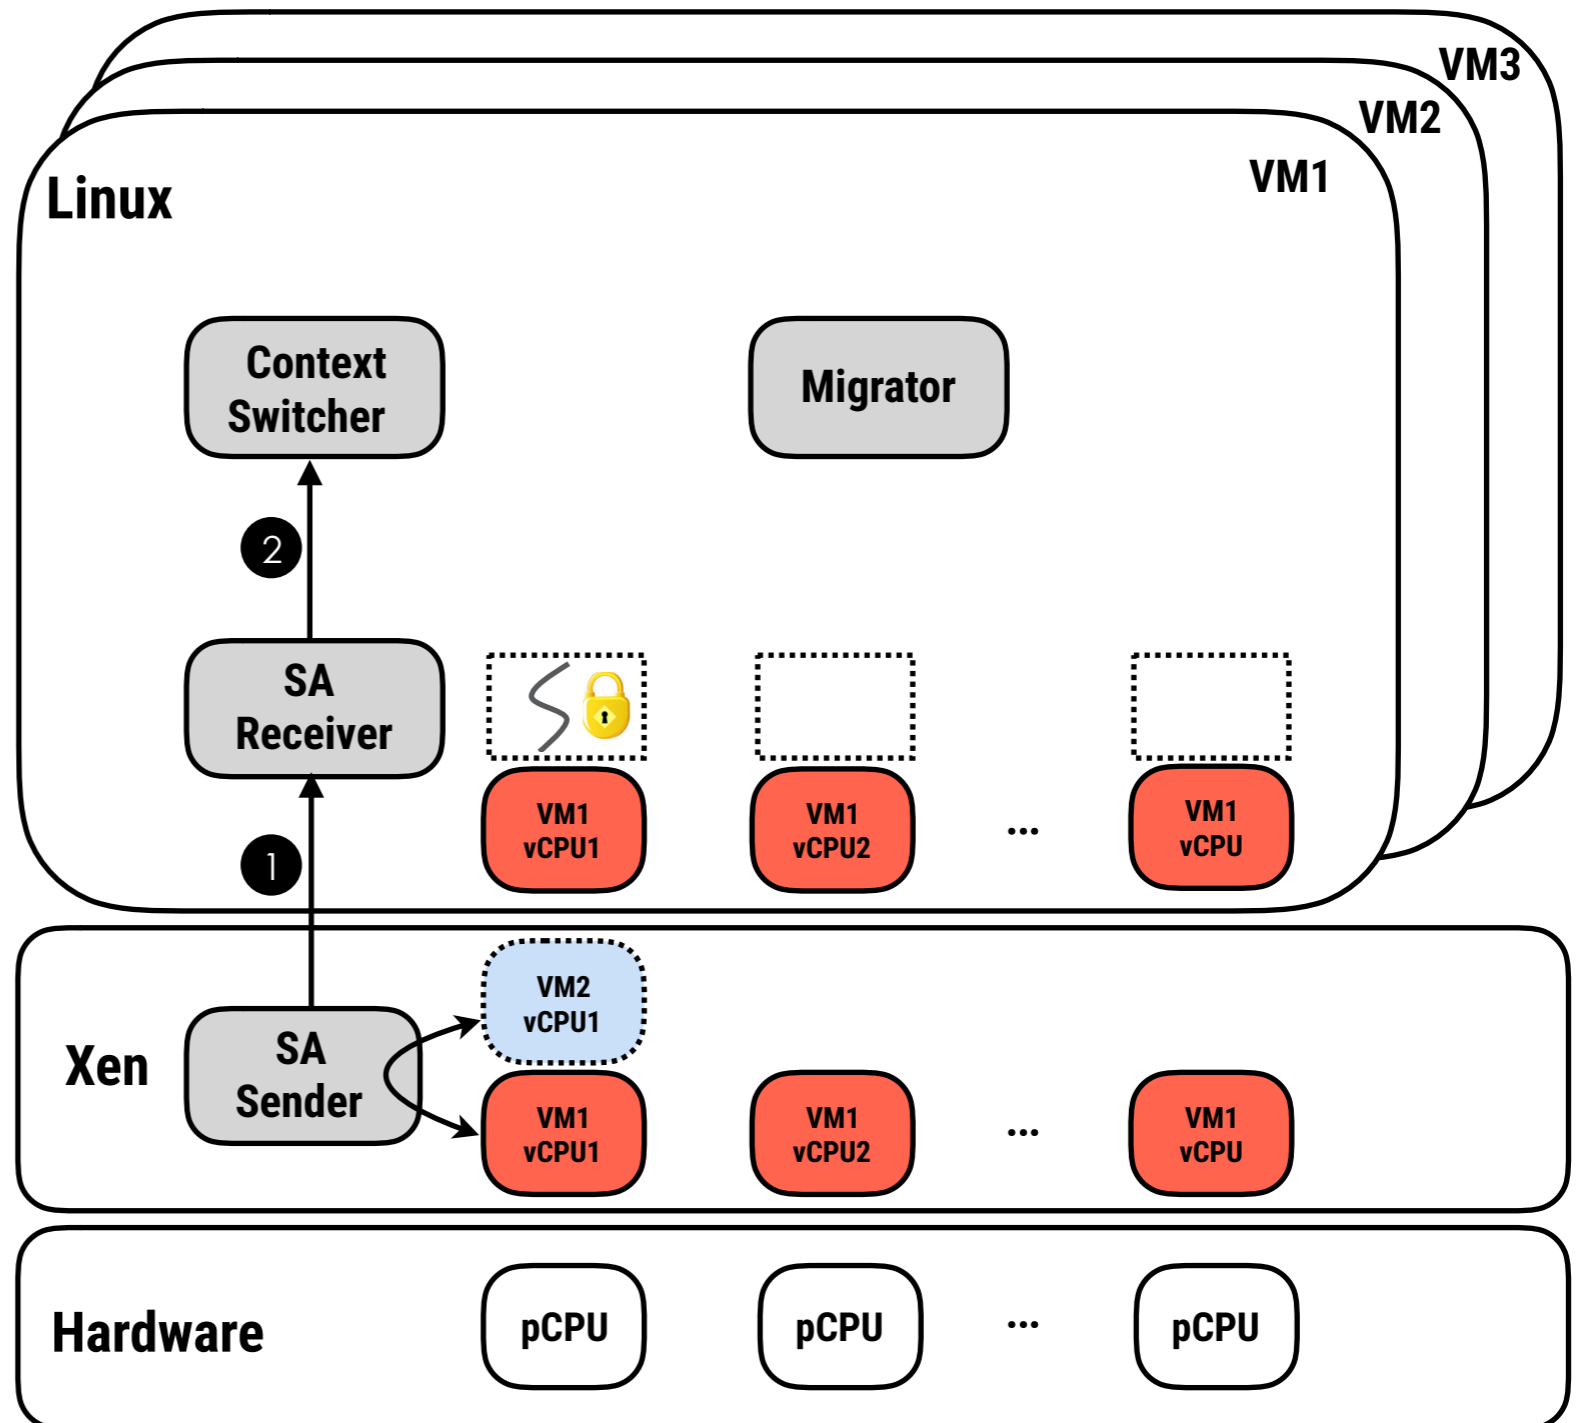 VM3
VM2
VM1
Linux
Context
Switcher
Migrator
2
SA
Receiver
VM1
vCPU1
VM1
vCPU2
...
VM1
vCPU
1
Xen
SA
Sender
VM2
vCPU1
VM1
vCPU1
VM1
vCPU2
...
VM1
vCPU
Hardware
pCPU
pCPU
...
pCPU